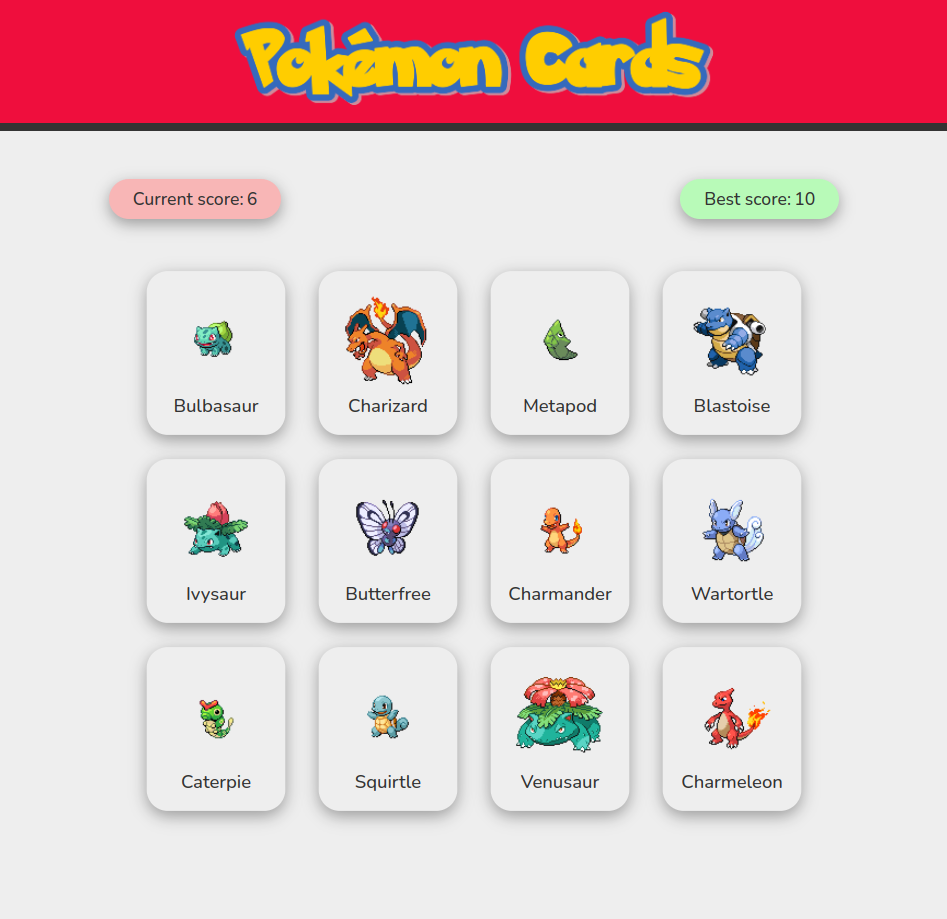 Pokémon Cards
Current score: 6
Best score: 10
Bulbasaur
Charizard
Metapod
Blastoise
Ivysaur
Butterfree
Charmander
Wartortle
Caterpie
Squirtle
Venusaur
Charmeleon